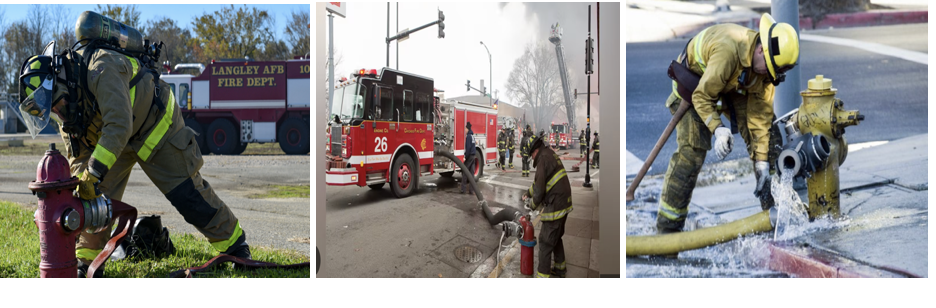 LANGLEY AFB
FIRE DEPT.
10
26